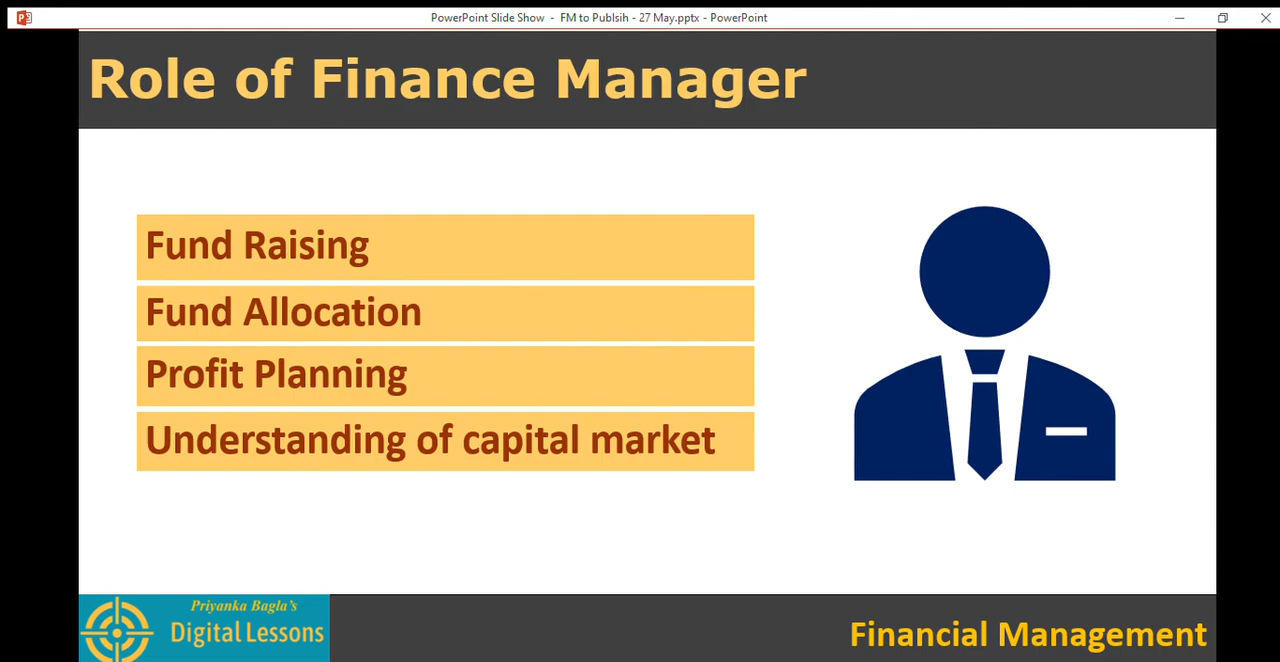 PowerPoint Slide Show - FM to Publsih - 27 May.pptx - PowerPoint
Role of Finance Manager
Fund Raising
Fund Allocation
Profit Planning
Understanding of capital market
Priyanka Bagla's
Digital Lessons
Financial Management